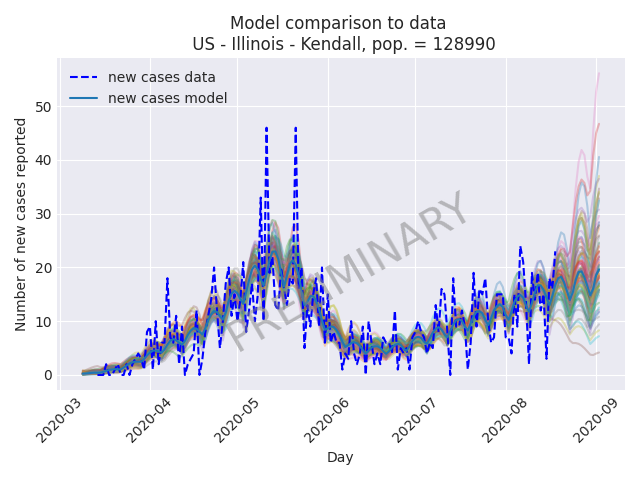 Model comparison to data
US - Illinois - Kendall, pop. = 128990
new cases data
new cases model
Number of new cases reported
50
40
30
20
10
0
PRELIMINARY
2020-03
2020-04
2020-05
2020-06
2020-07
2020-08
2020-09
Day